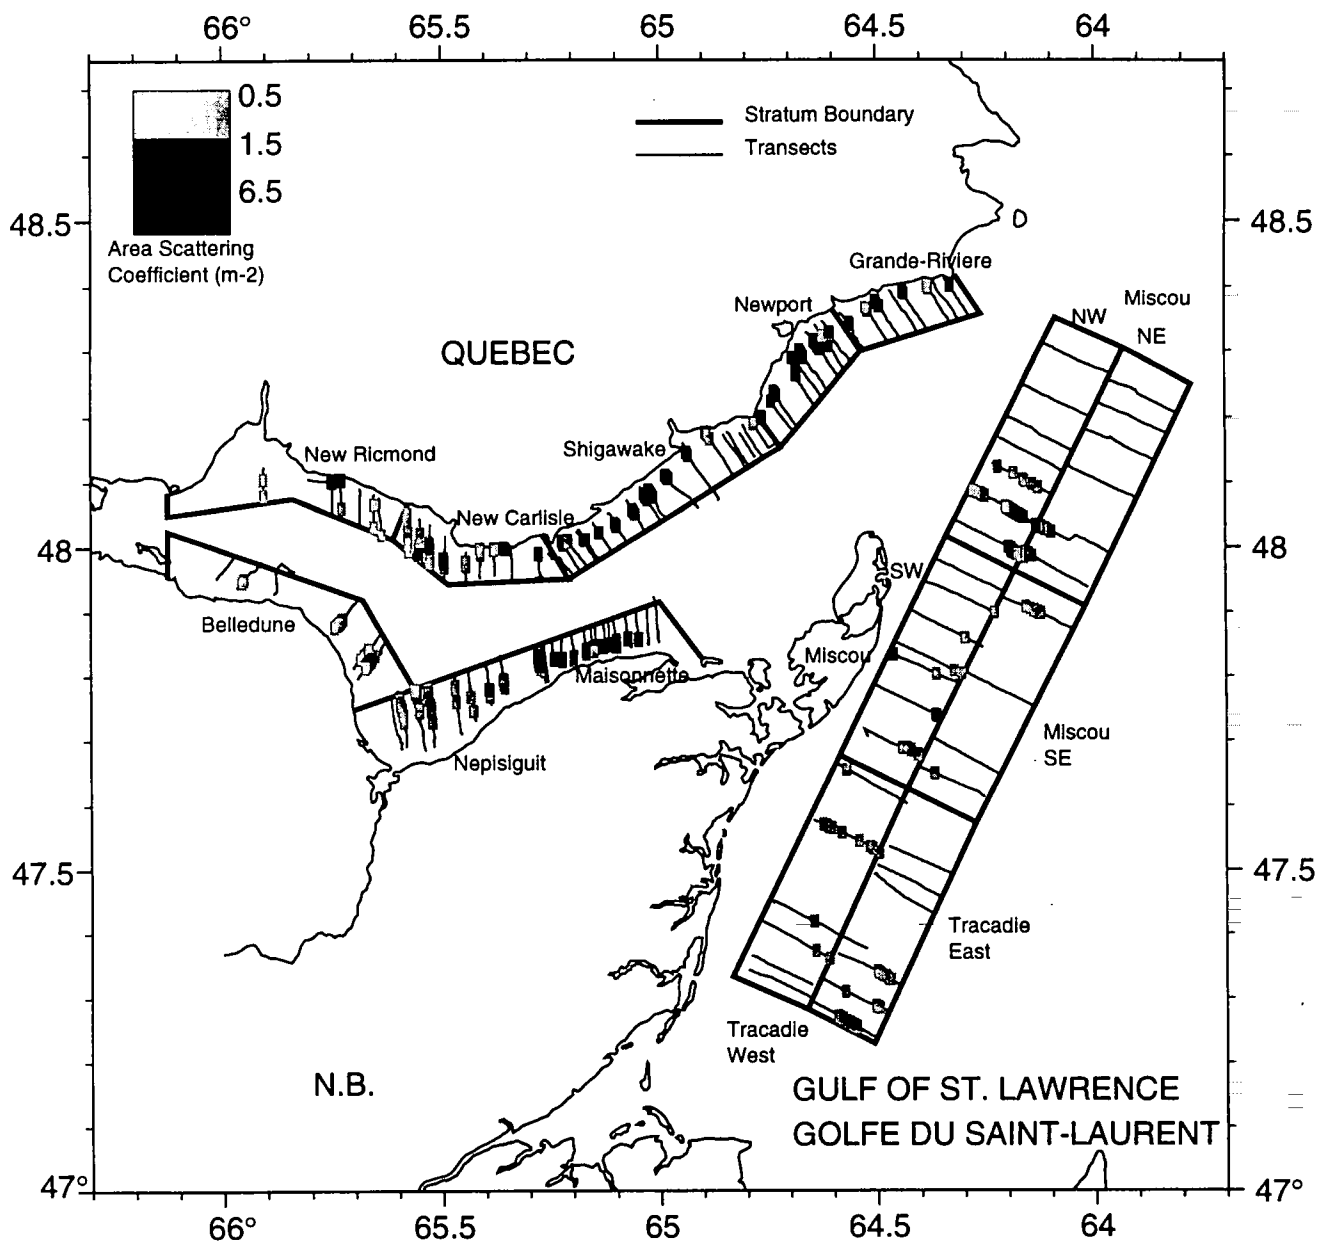 66° 65.5 65 64.5 64
0.5
1.5
6.5
Area Scattering
Coefficient (m-2)
Stratum Boundary
Transects
48.5 48.5
Grande-Riviere
Miscou
NW
NE
Newport
QUEBEC
Shigawake
New Ricmond
New Carlisle
48 48
SW
Belledune
Miscou
Maisonnette
Miscou
SE
Nepisiguit
47.5 47.5
Tracadie
East
Tracadie
West
N.B.
GULF OF ST. LAWRENCE
GOLFE DU SAINT-LAURENT
47° 47°
66° 65.5 65 64.5 64